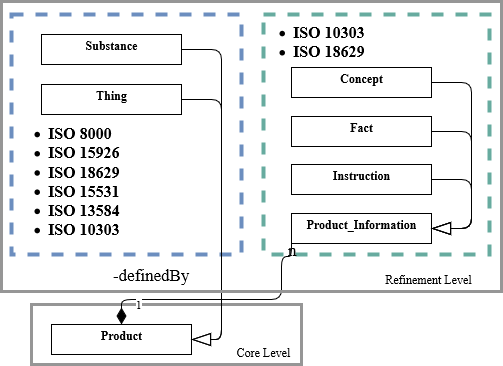 Substance
Thing
• ISO 8000
• ISO 15926
• ISO 18629
• ISO 15531
• ISO 13584
• ISO 10303
• ISO 10303
• ISO 18629
Concept
Fact
Instruction
Product_Information
n
-definedBy
Refinement Level
1
Product
Core Level